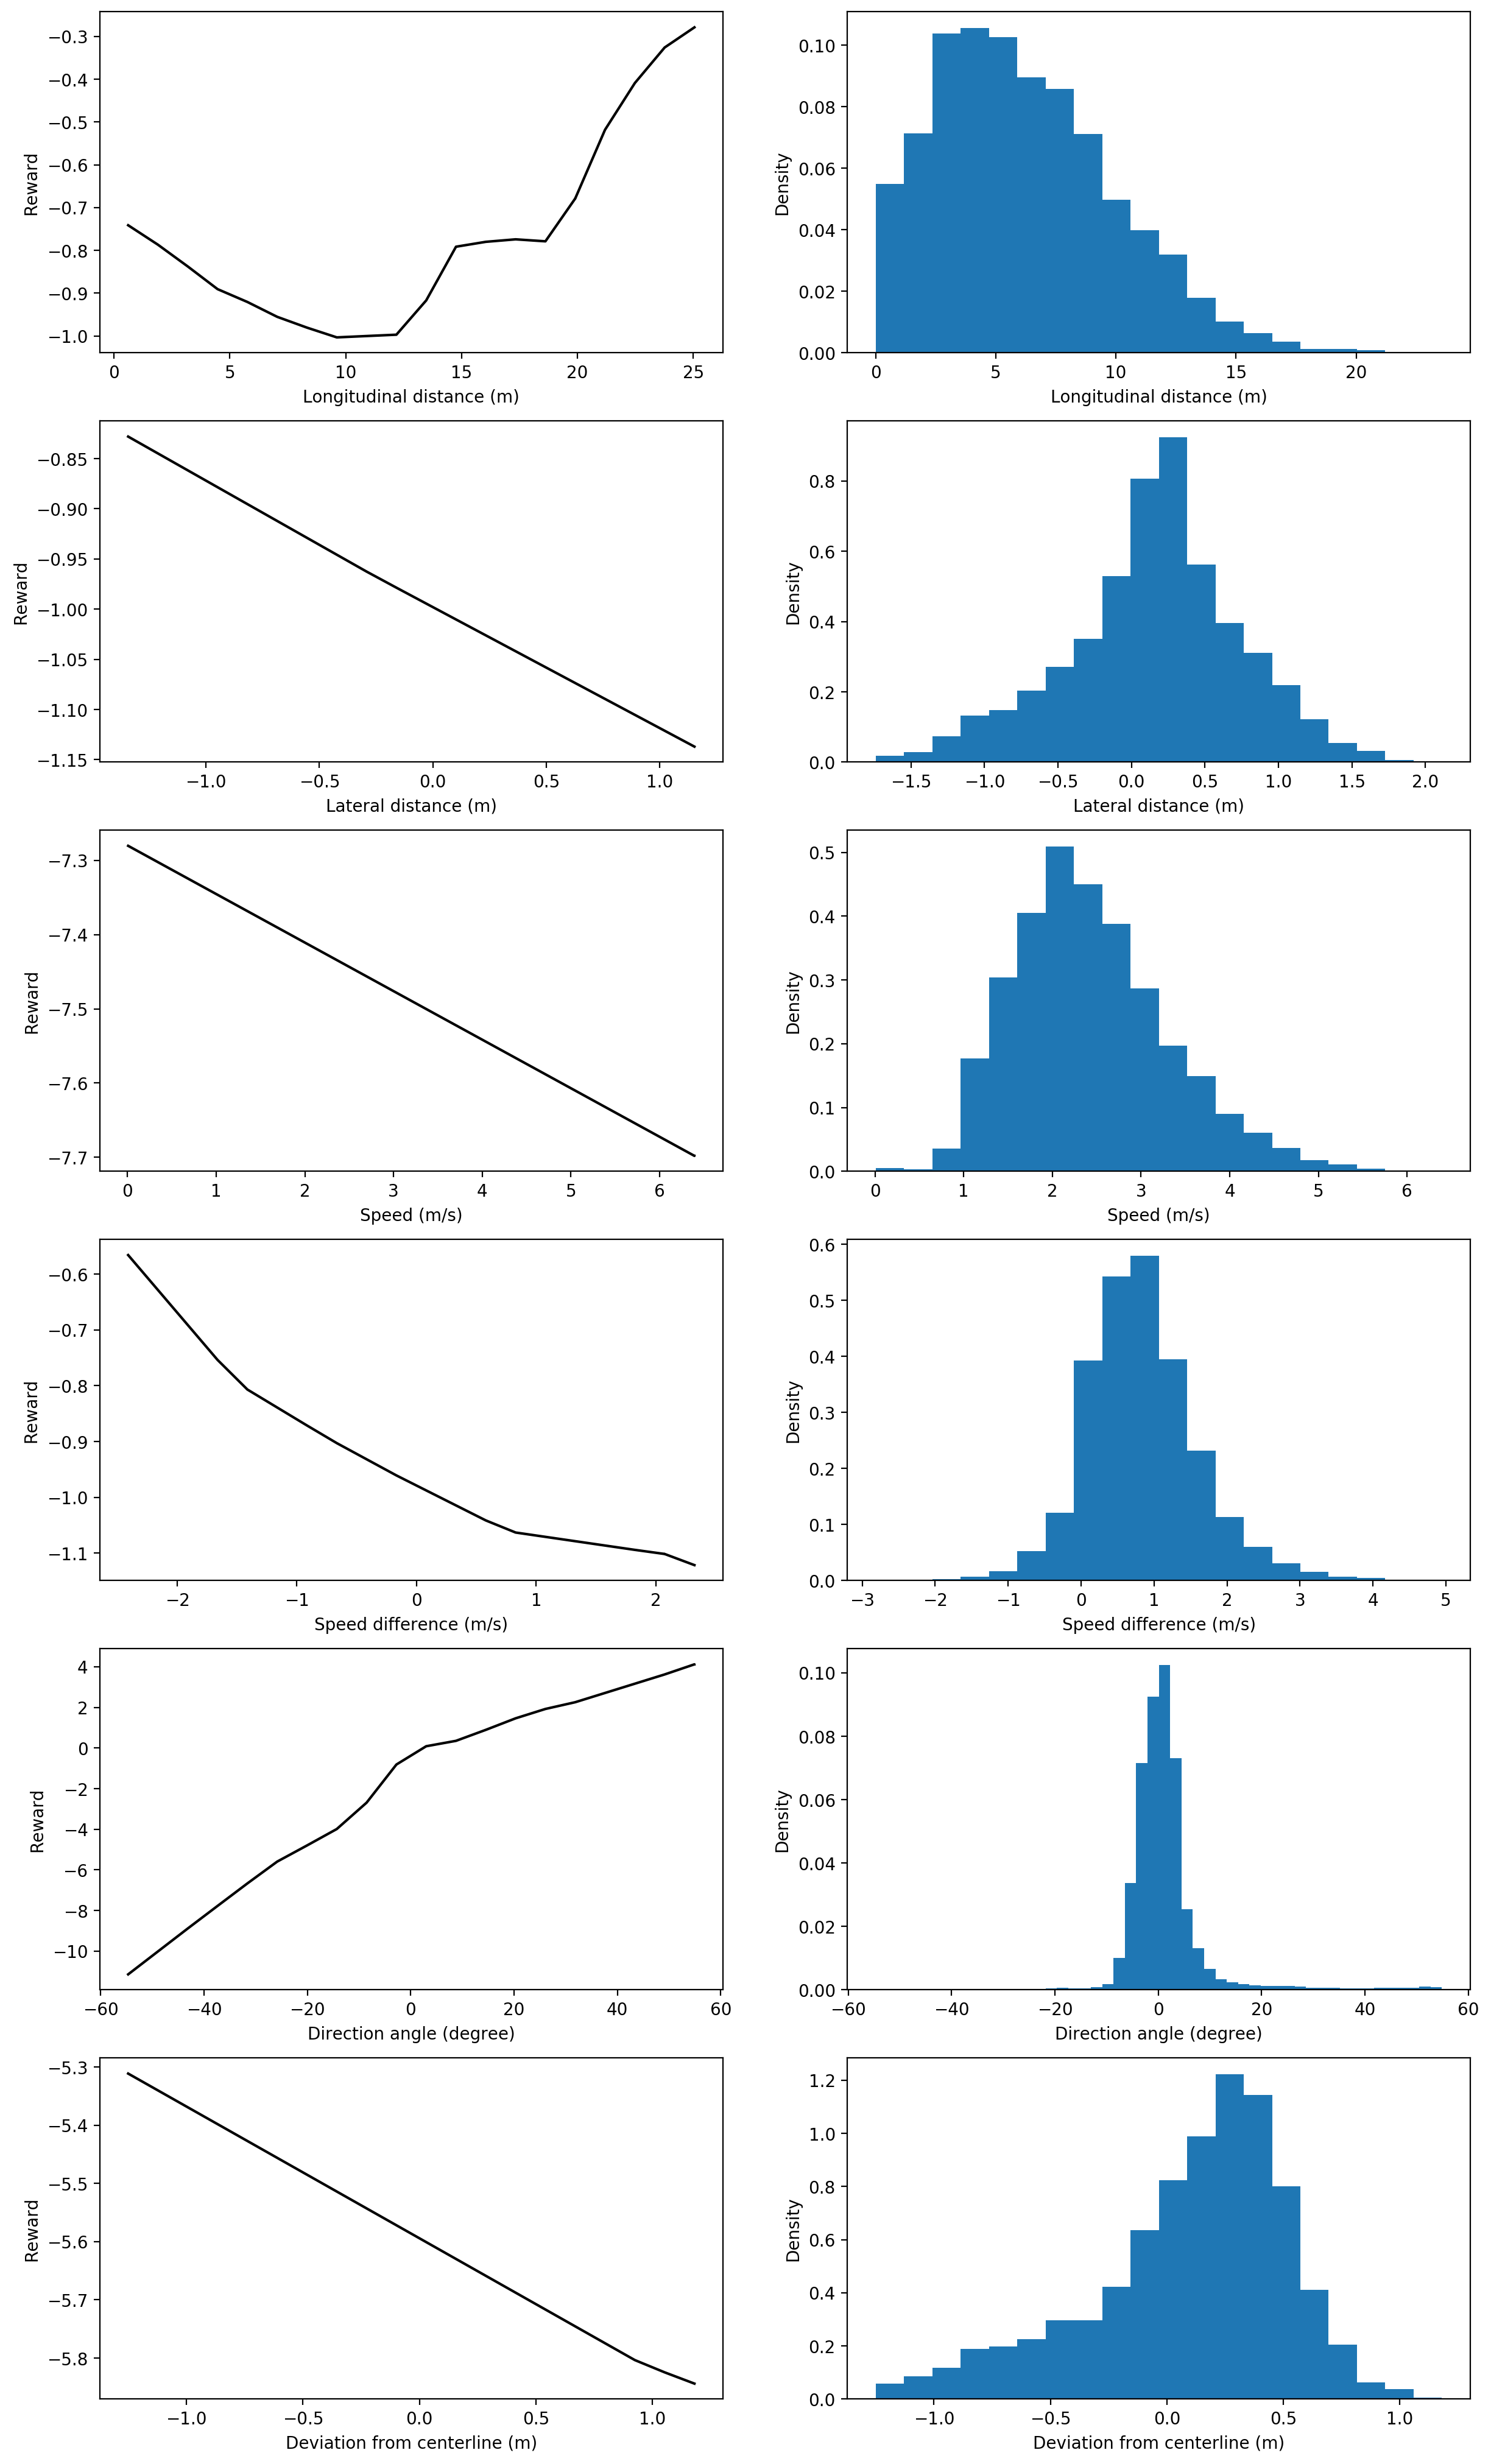 −0.3
−0.4
−0.5
−0.6
−0.7
−0.8
−0.9
−1.0
Reward
0 5 10 15 20 25
Longitudinal distance (m)
0.10
0.08
0.06
0.04
0.02
0.00
Density
0 5 10 15 20
Longitudinal distance (m)
−0.85
−0.90
−0.95
−1.00
−1.05
−1.10
−1.15
Reward
−1.0 −0.5 0.0 0.5 1.0
Lateral distance (m)
0.8
0.6
0.4
0.2
0.0
Density
−1.5 −1.0 −0.5 0.0 0.5 1.0 1.5 2.0
Lateral distance (m)
−7.3
−7.4
−7.5
−7.6
−7.7
Reward
0 1 2 3 4 5 6
Speed (m/s)
0.5
0.4
0.3
0.2
0.1
0.0
Density
0 1 2 3 4 5 6
Speed (m/s)
−0.6
−0.7
−0.8
−0.9
−1.0
−1.1
Reward
−2 −1 0 1 2
Speed difference (m/s)
0.6
0.5
0.4
0.3
0.2
0.1
0.0
Density
−3 −2 −1 0 1 2 3 4 5
Speed difference (m/s)
4
2
0
−2
−4
−6
−8
−10
Reward
−60 −40 −20 0 20 40 60
Direction angle (degree)
0.10
0.08
0.06
0.04
0.02
0.00
Density
−60 −40 −20 0 20 40 60
Direction angle (degree)
−5.3
−5.4
−5.5
−5.6
−5.7
−5.8
Reward
−1.0 −0.5 0.0 0.5 1.0
Deviation from centerline (m)
1.2
1.0
0.8
0.6
0.4
0.2
0.0
Density
−1.0 −0.5 0.0 0.5 1.0
Deviation from centerline (m)